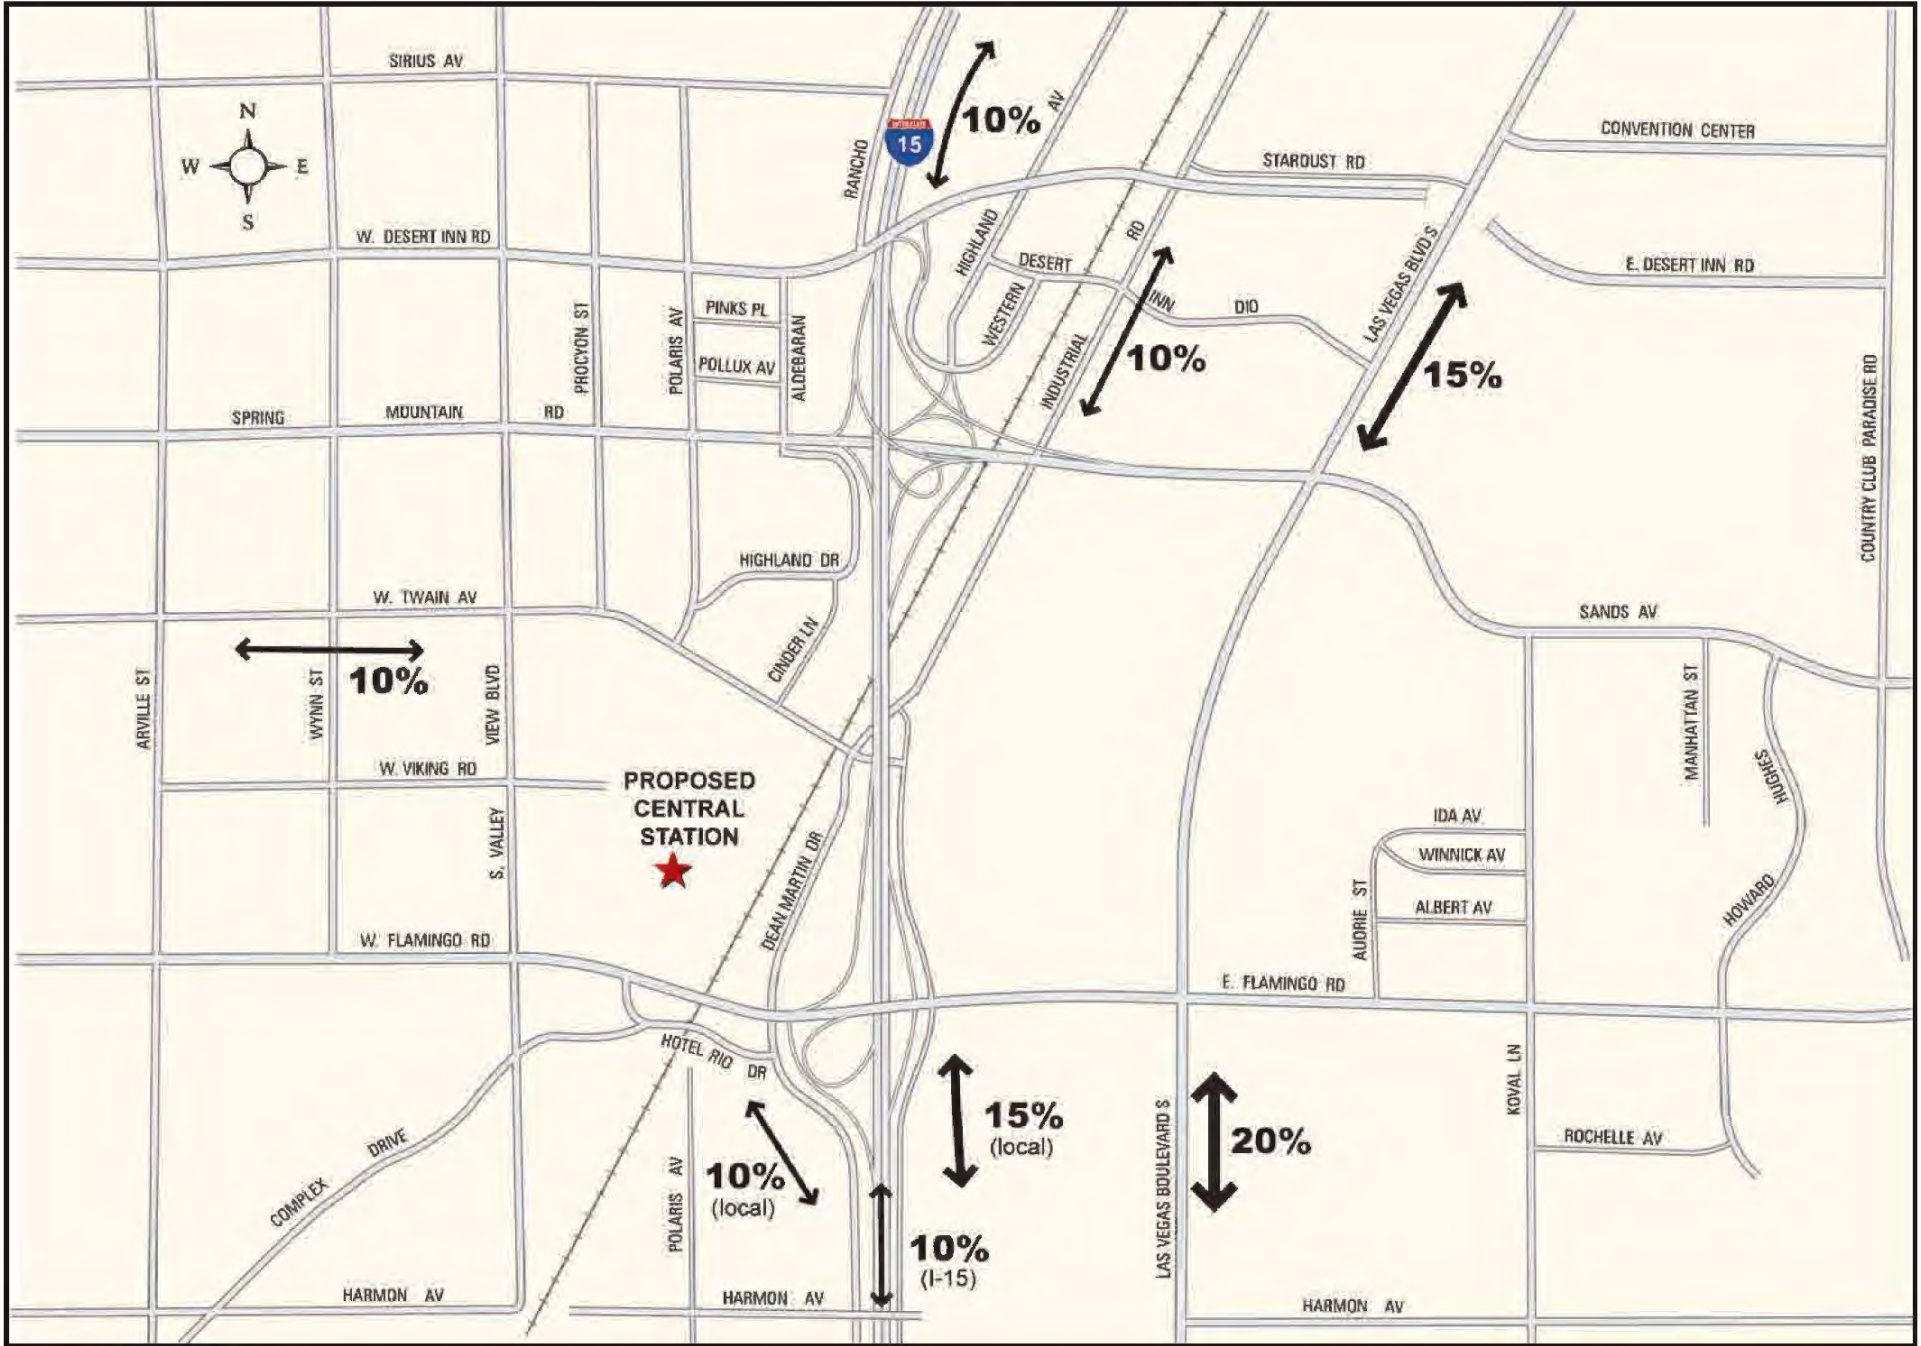 SIRIUS AV
N
W E
S
10%
AV
INTERSTATE
15
RANCHO
CONVENTION CENTER
STARDUST RD
W. DESERT INN RD
HIGHLAND
DESERT
RD
INN
DIO
WESTERN
INDUSTRIAL
10%
LAS VEGAS BLVD S
15%
E. DESERT INN RD
PINKS PL
POLLUX AV
PROCYON ST
POLARIS AV
ALDEBARAN
COUNTRY CLUB PARADISE RD
SPRING MOUNTAIN RD
HIGHLAND DR
W. TWAIN AV
CINDER LN
SANDS AV
10%
ARVILLE ST
WYNN ST
VIEW BLVD
S. VALLEY
MANHATTAN ST
HUGHES
HOWARD
W. VIKING RD
PROPOSED
CENTRAL
STATION
DEAN MARTIN DR
IDA AV
WINNICK AV
ALBERT AV
AUDRIE ST
W. FLAMINGO RD
E. FLAMINGO RD
HOTEL RIO DR
COMPLEX DRIVE
POLARIS AV
10%
(local)
15%
(local)
10%
(I-15)
LAS VEGAS BOULEVARD S
20%
KOVAL LN
ROCHELLE AV
HARMON AV
HARMON AV
HARMON AV